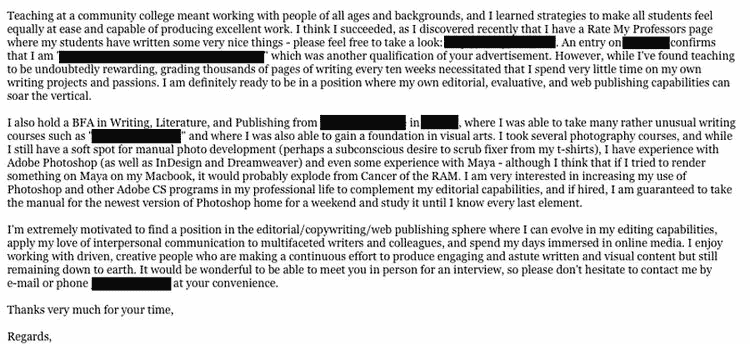 Teaching at a community college meant working with people of all ages and backgrounds, and I learned strategies to make all students feel
equally at ease and capable of producing excellent work. I think I succeeded, as I discovered recently that I have a Rate My Professors page
where my students have written some very nice things - please feel free to take a look: . An entry on confirms
that I am " " which was another qualification of your advertisement. However, while I've found teaching
to be undoubtedly rewarding, grading thousands of pages of writing every ten weeks necessitated that I spend very little time on my own
writing projects and passions. I am definitely ready to be in a position where my own editorial, evaluative, and web publishing capabilities can
soar the vertical.
I also hold a BFA in Writing, Literature, and Publishing from in , where I was able to take many rather unusual writing
courses such as " " and where I was also able to gain a foundation in visual arts. I took several photography courses, and while
I still have a soft spot for manual photo development (perhaps a subconscious desire to scrub fixer from my t-shirts), I have experience with
Adobe Photoshop (as well as InDesign and Dreamweaver) and even some experience with Maya - although I think that if I tried to render
something on Maya on my Macbook, it would probably explode from Cancer of the RAM. I am very interested in increasing my use of
Photoshop and other Adobe CS programs in my professional life to complement my editorial capabilities, and if hired, I am guaranteed to take
the manual for the newest version of Photoshop home for a weekend and study it until I know every last element.
I'm extremely motivated to find a position in the editorial/copywriting/web publishing sphere where I can evolve in my editing capabilities,
apply my love of interpersonal communication to multifaceted writers and colleagues, and spend my days immersed in online media. I enjoy
working with driven, creative people who are making a continuous effort to produce engaging and astute written and visual content but still
remaining down to earth. It would be wonderful to be able to meet you in person for an interview, so please don't hesitate to contact me by
e-mail or phone at your convenience.
Thanks very much for your time,
Regards,